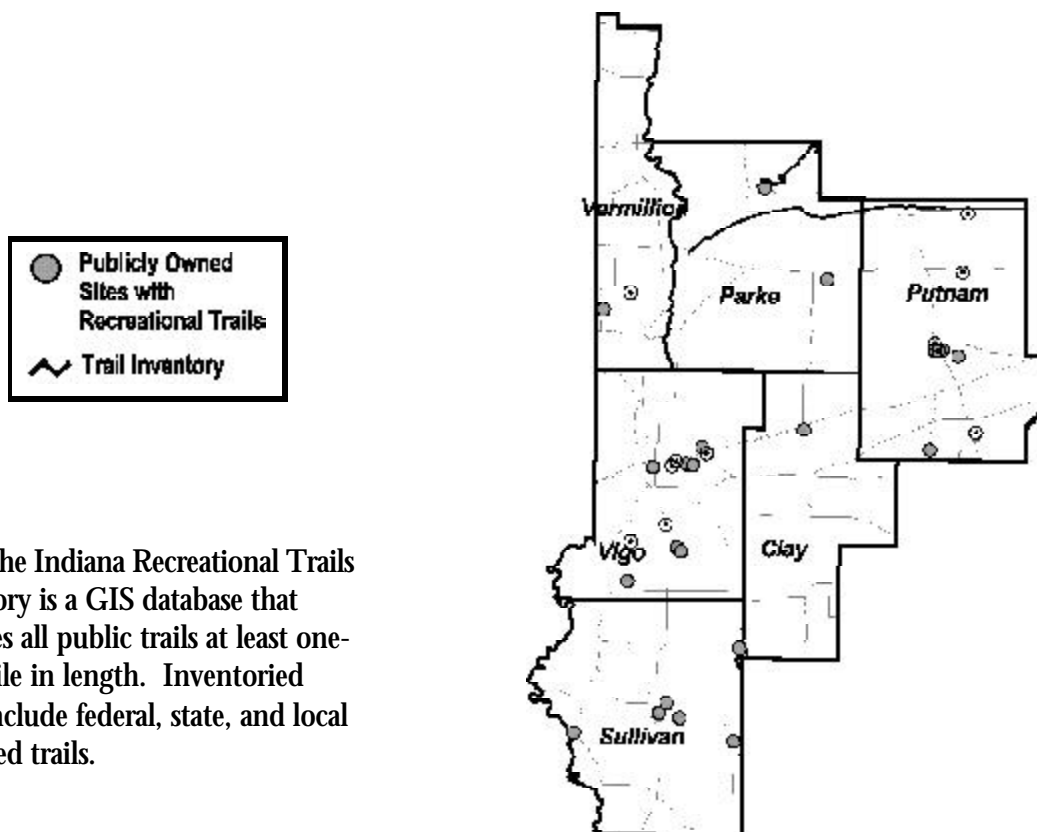 Publicly Owned
Sites with
Recreational Trails
Trail Inventory
he Indiana Recreational Trails
ory is a GIS database that
es all public trails at least one-
ile in length. Inventoried
nclude federal, state, and local
ed trails.
Vermillion
Parke
Putnam
Vigo
Clay
Sullivan